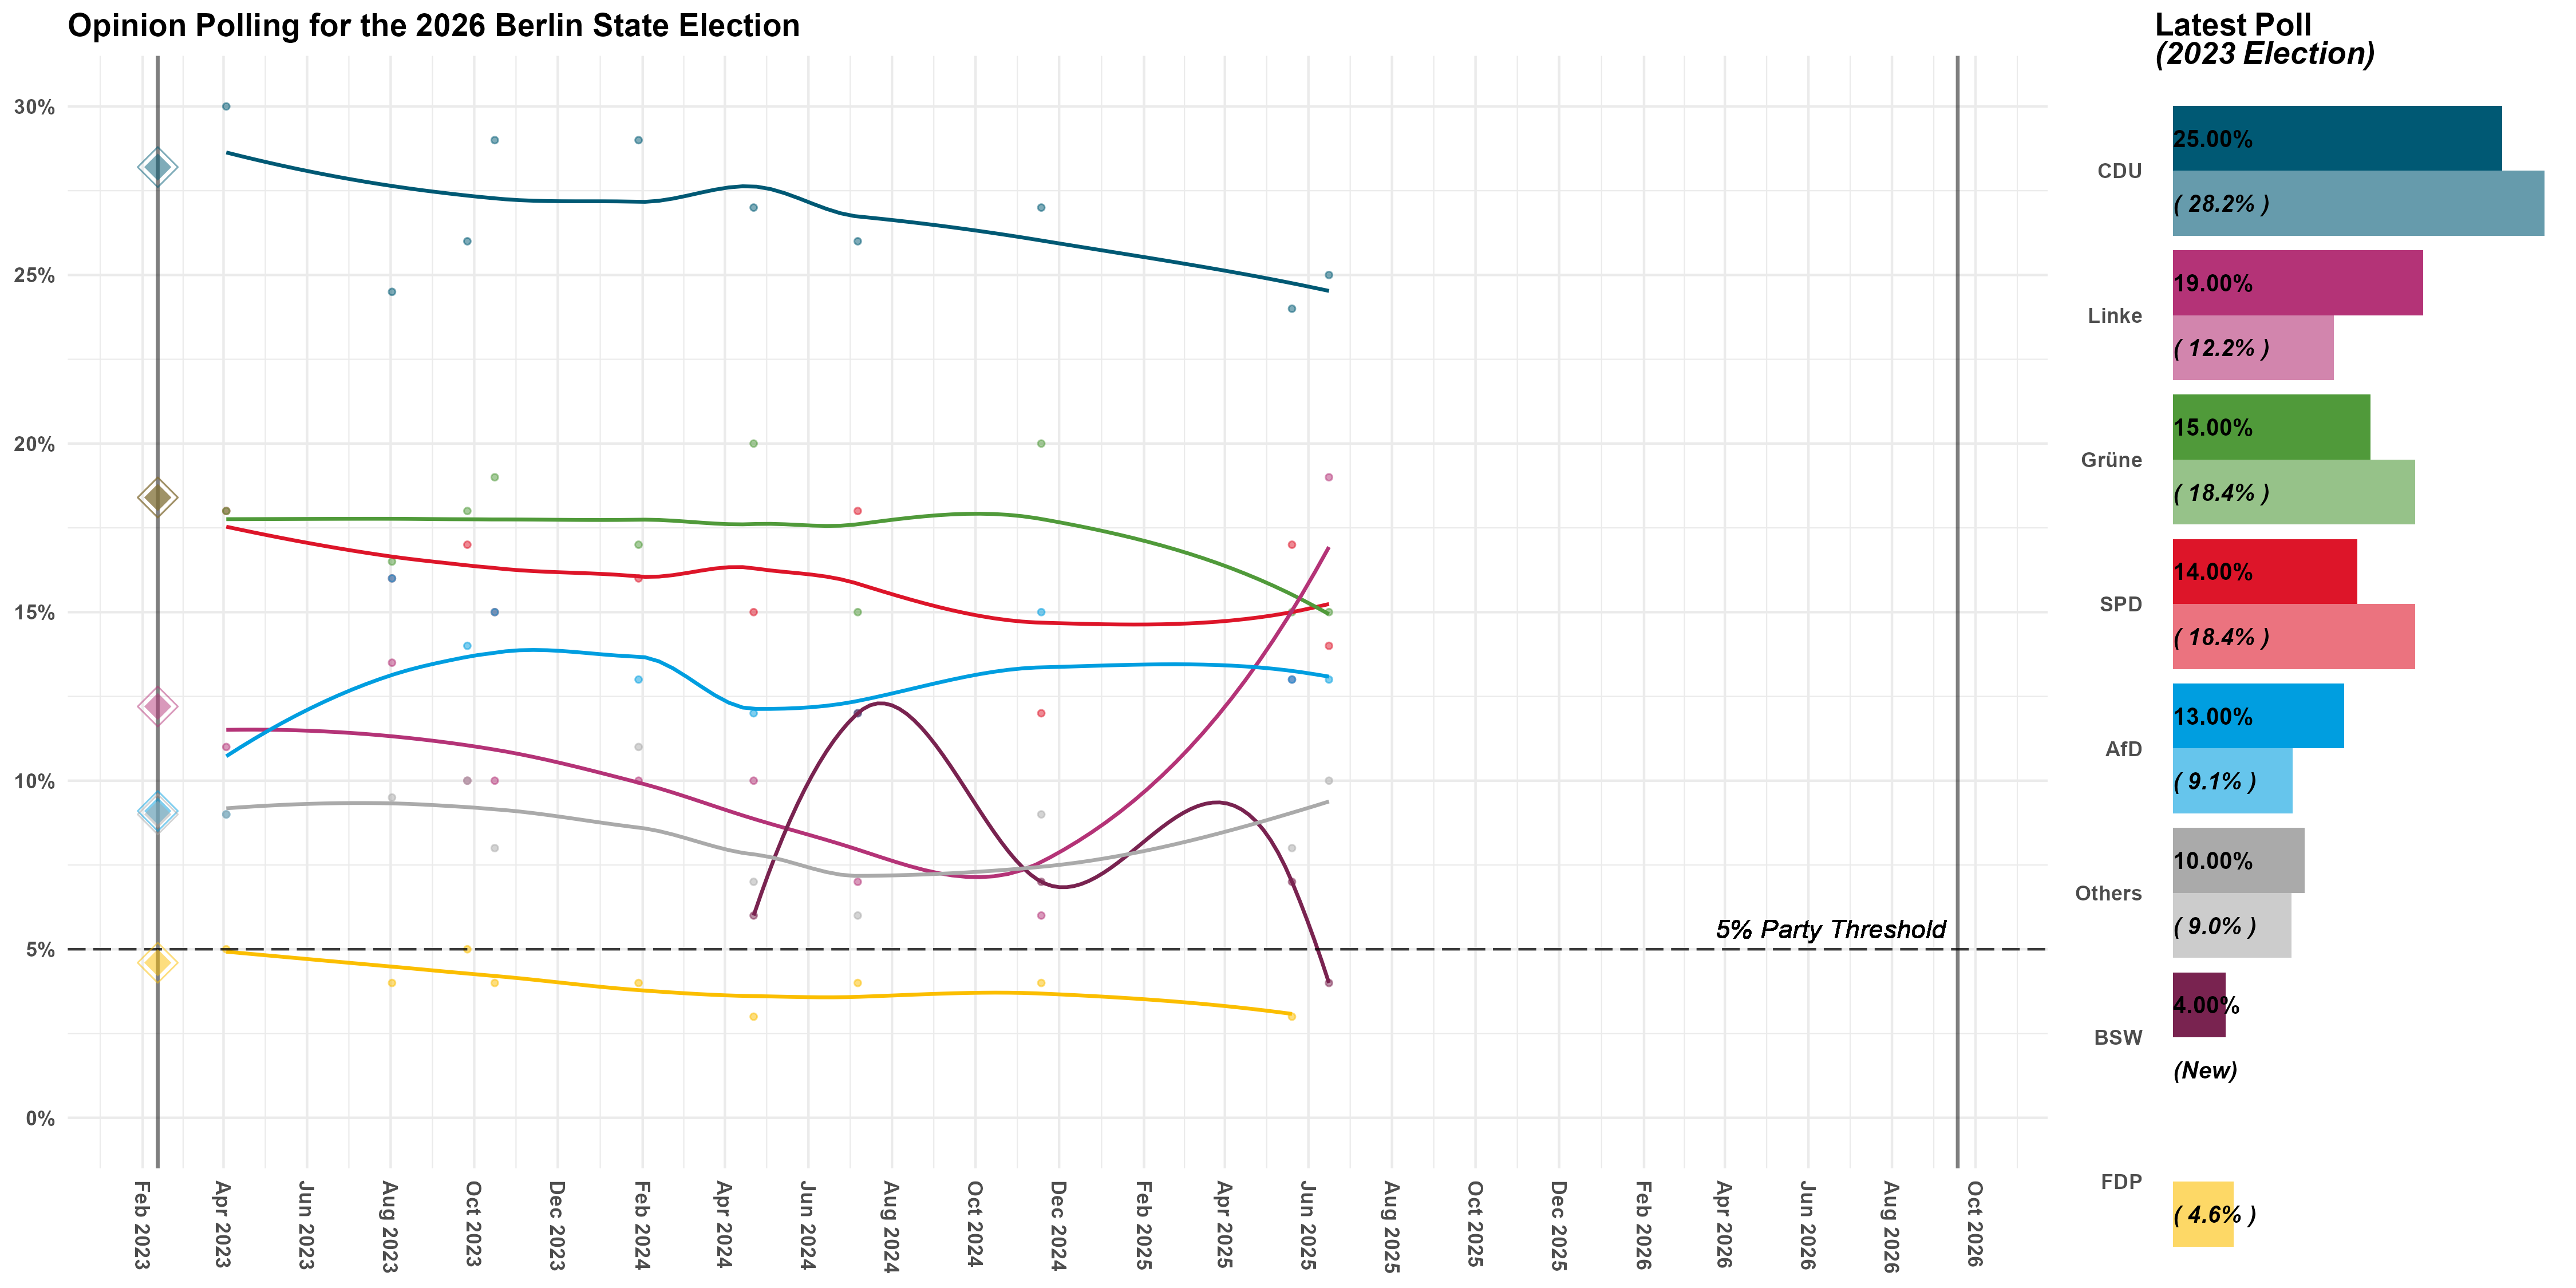 Opinion Polling for the 2026 Berlin State Election
Latest Poll
(2023 Election)
30%
25%
20%
15%
10%
5%
0%
5% Party Threshold
Feb 2023
Apr 2023
Jun 2023
Aug 2023
Oct 2023
Dec 2023
Feb 2024
Apr 2024
Jun 2024
Aug 2024
Oct 2024
Dec 2024
Feb 2025
Apr 2025
Jun 2025
Aug 2025
Oct 2025
Dec 2025
Feb 2026
Apr 2026
Jun 2026
Aug 2026
Oct 2026
CDU
25.00%
( 28.2% )
Linke
19.00%
( 12.2% )
Grüne
15.00%
( 18.4% )
SPD
14.00%
( 18.4% )
AfD
13.00%
( 9.1% )
Others
10.00%
( 9.0% )
BSW
4.00%
(New)
FDP
( 4.6% )